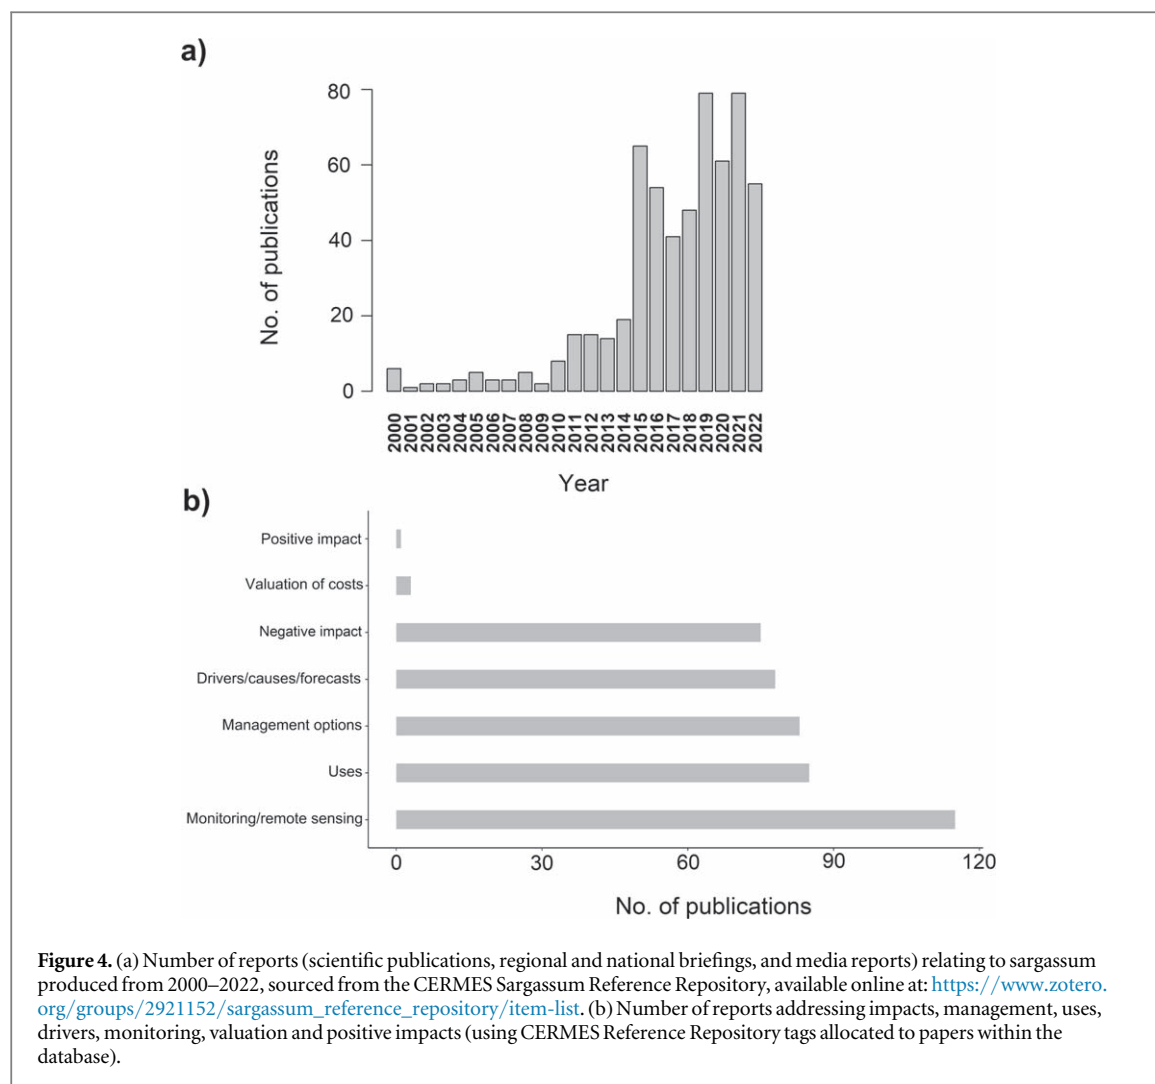 a)
80
60
40
20
0
No. of publications
2000
2001
2002
2003
2004
2005
2006
2007
2008
2009
2010
2011
2012
2013
2014
2015
2016
2017
2018
2019
2020
2021
2022
Year
b)
Positive impact
Valuation of costs
Negative impact
Drivers/causes/forecasts
Management options
Uses
Monitoring/remote sensing
0 30 60 90 120
No. of publications
Figure 4. (a) Number of reports (scientific publications, regional and national briefings, and media reports) relating to sargassum
produced from 2000–2022, sourced from the CERMES Sargassum Reference Repository, available online at: https://www.zotero.
org/groups/2921152/sargassum_reference_repository/item-list. (b) Number of reports addressing impacts, management, uses,
drivers, monitoring, valuation and positive impacts (using CERMES Reference Repository tags allocated to papers within the
database).